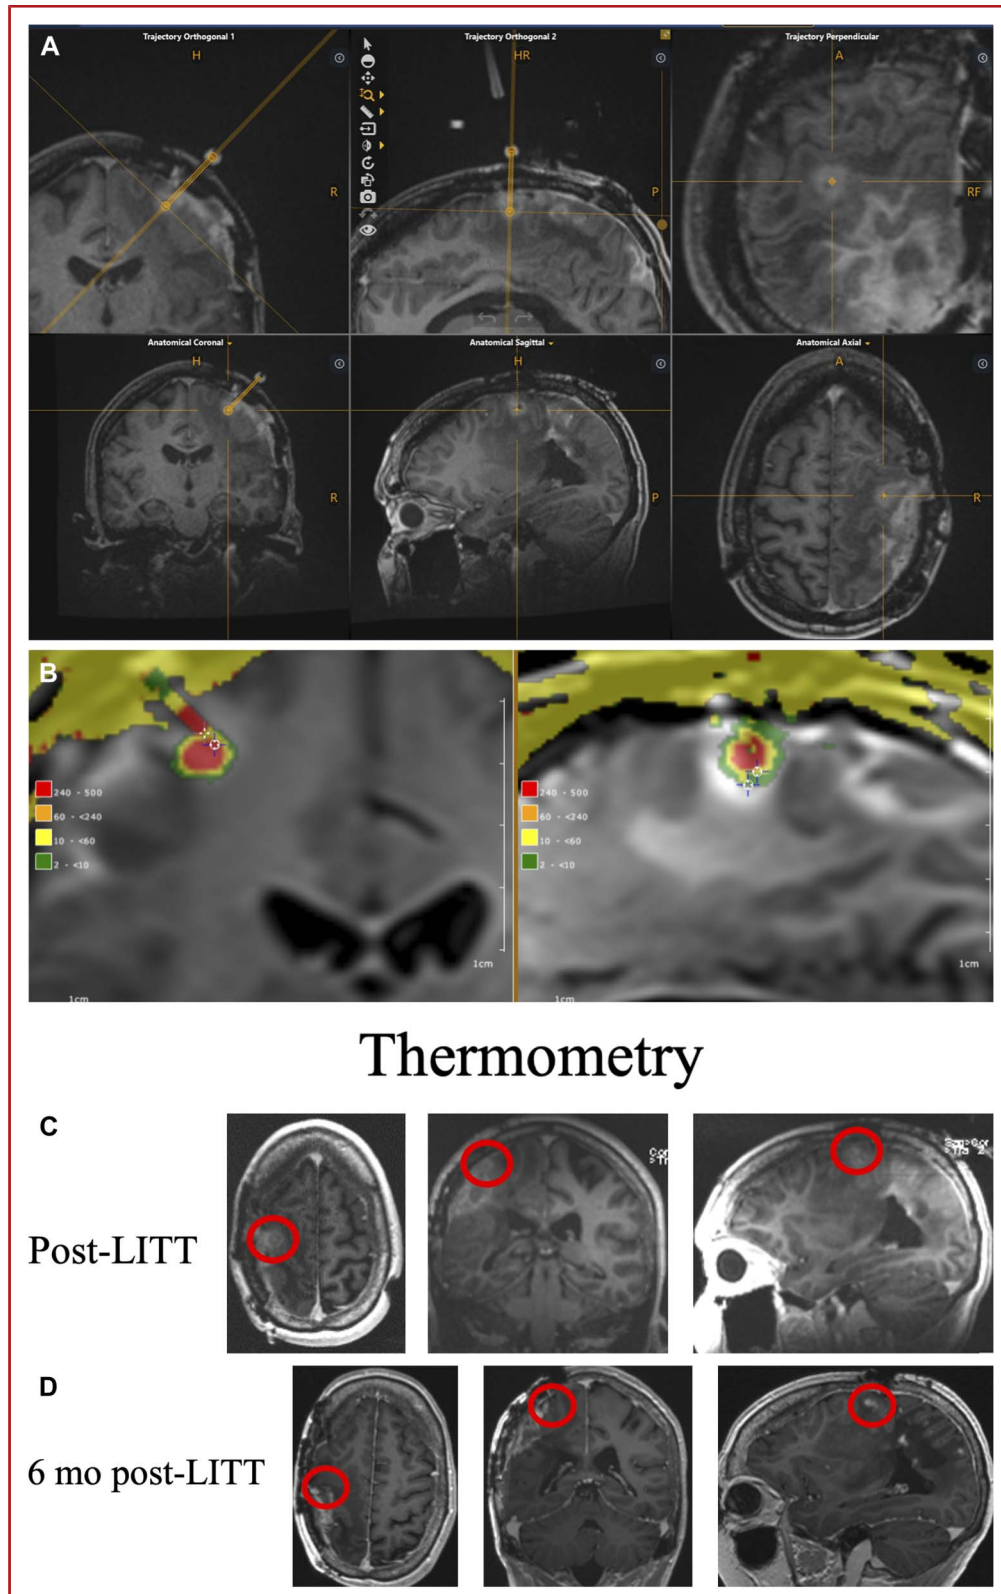 A
Trajectory Orthogonal 1
H
R
Trajectory Orthogonal 2
HR
P
Trajectory Perpendicular
A
RF
Anatomical Coronal
H
R
Anatomical Sagittal
H
P
Anatomical Axial
A
R
B
240 - 500
60 - <240
10 - <60
2 - <10
1cm
1cm
240 - 500
60 - <240
10 - <60
2 - <10
1cm
1cm
Thermometry
C
Post-LITT
D
6 mo post-LITT